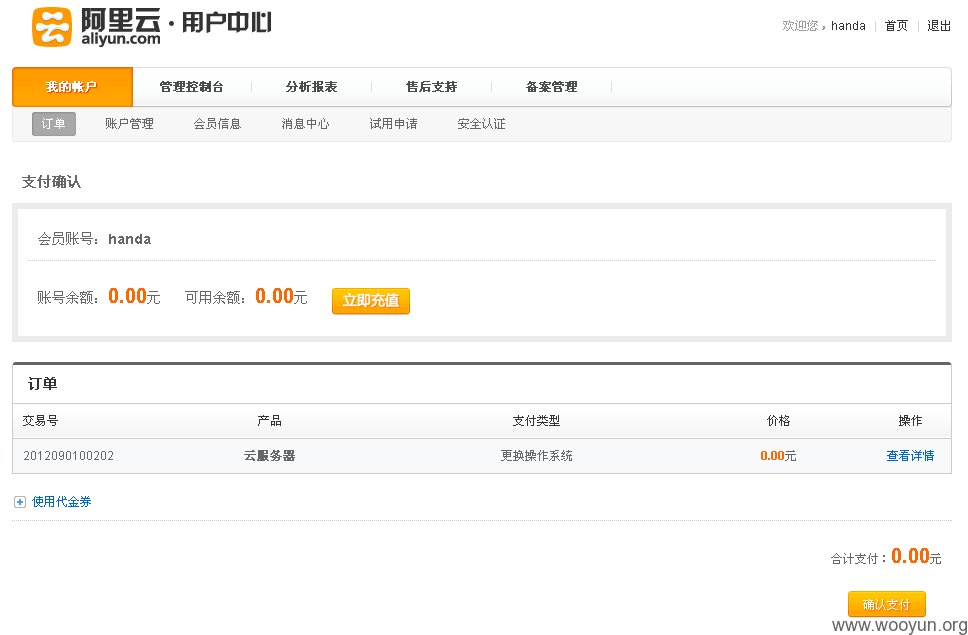 阿里云 · 用户中心
aliyun.com
欢迎您，handa 首页 退出
我的帐户 管理控制台 分析报表 售后支持 备案管理
订单 账户管理 会员信息 消息中心 试用申请 安全认证
支付确认
会员账号：handa
账号余额：0.00元 可用余额：0.00元 立即充值
订单
交易号 产品 支付类型 价格 操作
2012090100202 云服务器 更换操作系统 0.00元 查看详情
使用代金券
合计支付：0.00元
确认支付
www.wooyun.org